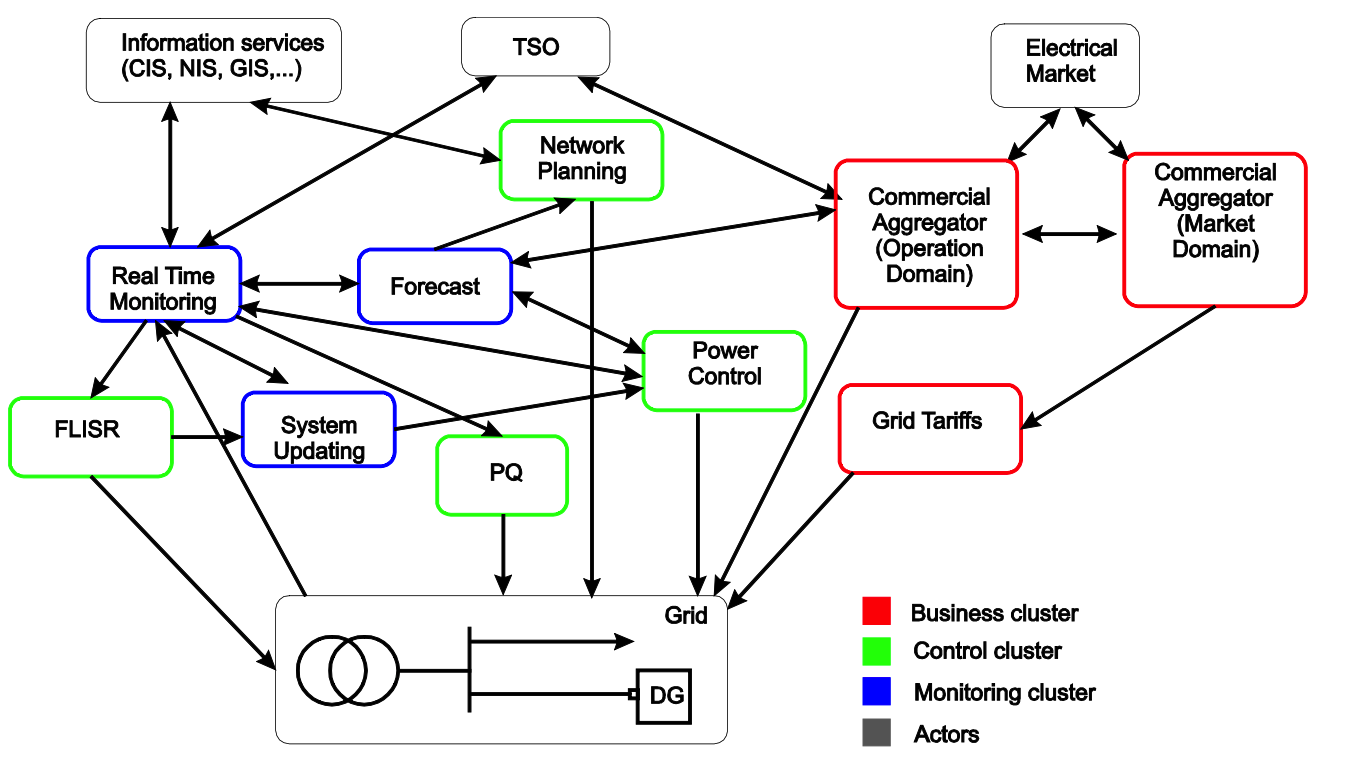 Information services
(CIS, NIS, GIS,...)
TSO
Electrical
Market
Network
Planning
Commercial
Aggregator
(Operation
Domain)
Commercial
Aggregator
(Market
Domain)
Real Time
Monitoring
Forecast
Power
Control
FLISR
System
Updating
PQ
Grid Tariffs
Grid
DG
Business cluster
Control cluster
Monitoring cluster
Actors